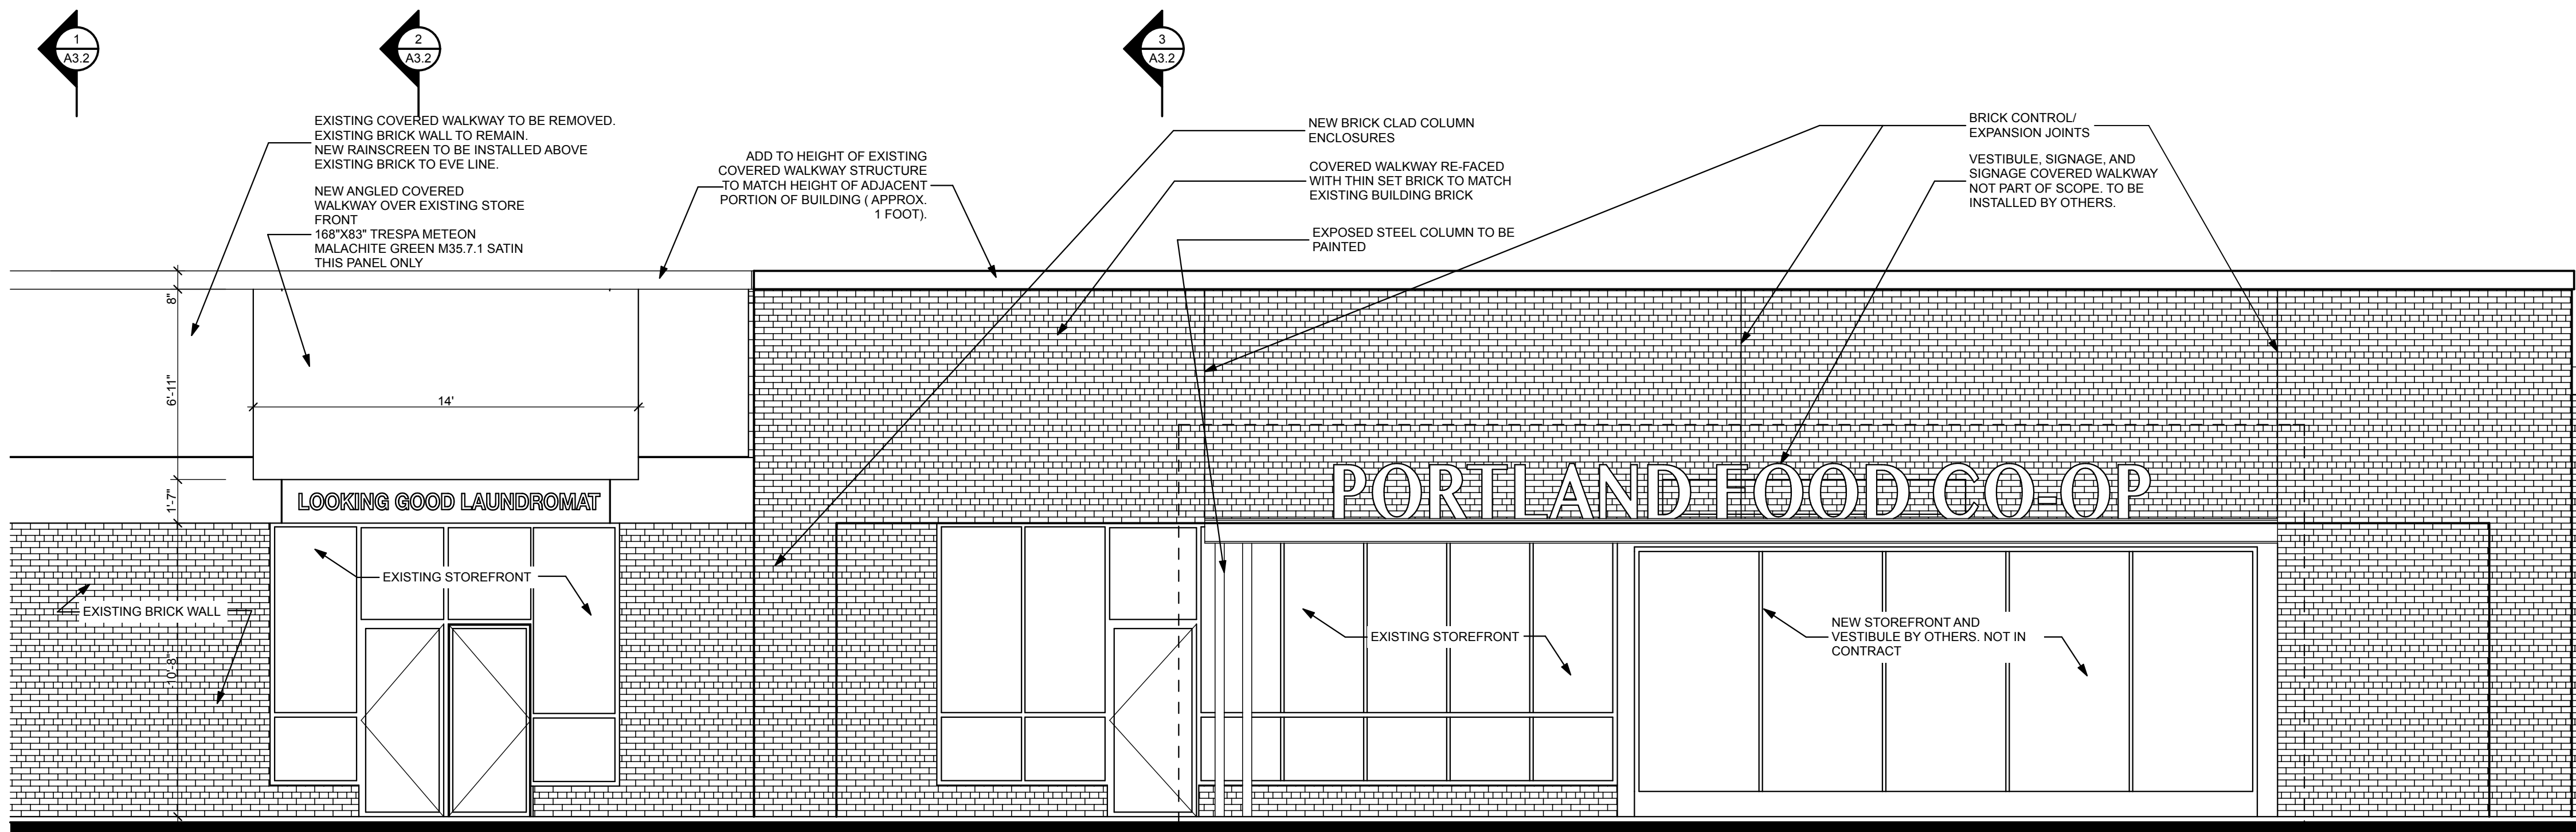 1
A3.2
2
A3.2
3
A3.2
EXISTING COVERED WALKWAY TO BE REMOVED.
EXISTING BRICK WALL TO REMAIN.
NEW RAINSCREEN TO BE INSTALLED ABOVE
EXISTING BRICK TO EVE LINE.
NEW ANGLED COVERED
WALKWAY OVER EXISTING STORE
FRONT
168"X83" TRESPA METEON
MALACHITE GREEN M35.7.1 SATIN
THIS PANEL ONLY
ADD TO HEIGHT OF EXISTING
COVERED WALKWAY STRUCTURE
TO MATCH HEIGHT OF ADJACENT
PORTION OF BUILDING ( APPROX.
1 FOOT).
NEW BRICK CLAD COLUMN
ENCLOSURES
COVERED WALKWAY RE-FACED
WITH THIN SET BRICK TO MATCH
EXISTING BUILDING BRICK
EXPOSED STEEL COLUMN TO BE
PAINTED
BRICK CONTROL/
EXPANSION JOINTS
VESTIBULE, SIGNAGE, AND
SIGNAGE COVERED WALKWAY
NOT PART OF SCOPE. TO BE
INSTALLED BY OTHERS.
8"
6'-11"
14'
1'-7"
10'-8"
LOOKING GOOD LAUNDROMAT
PORTLAND FOOD CO-OP
EXISTING STOREFRONT
EXISTING BRICK WALL
EXISTING STOREFRONT
NEW STOREFRONT AND
VESTIBULE BY OTHERS. NOT IN
CONTRACT